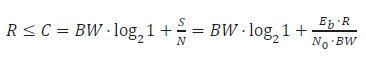 R ≤ C = BW · log₂ 1 + S/N = BW · log₂ 1 + (E_b · R)/(N_0 · BW)